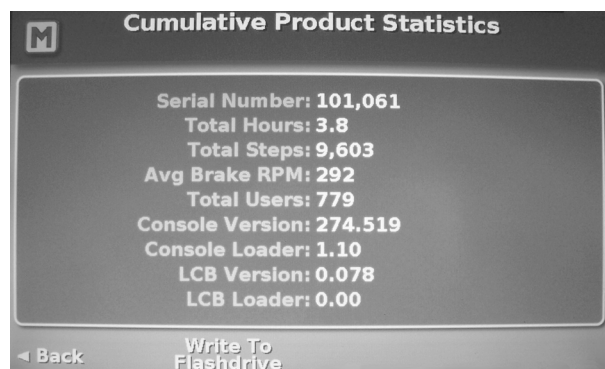 M
Cumulative Product Statistics
Serial Number: 101,061
Total Hours: 3.8
Total Steps: 9,603
Avg Brake RPM: 292
Total Users: 779
Console Version: 274.519
Console Loader: 1.10
LCB Version: 0.078
LCB Loader: 0.00
◄ Back
Write To
Flashdrive